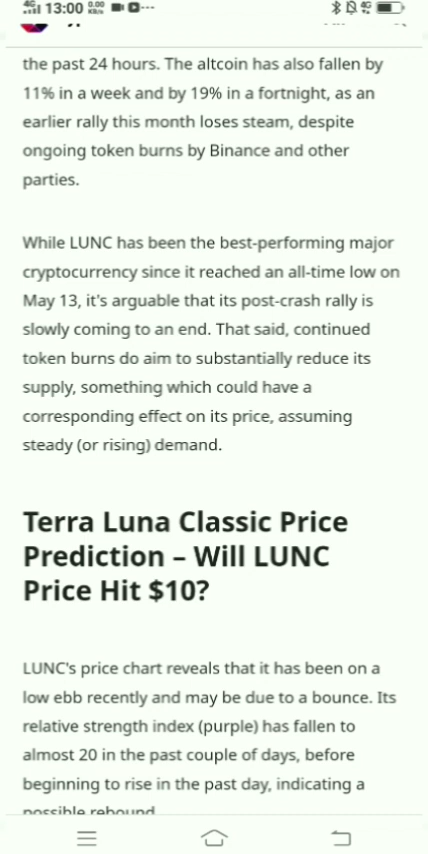 4G 13:00 0.00 KB/s
the past 24 hours. The altcoin has also fallen by
11% in a week and by 19% in a fortnight, as an
earlier rally this month loses steam, despite
ongoing token burns by Binance and other
parties.
While LUNC has been the best-performing major
cryptocurrency since it reached an all-time low on
May 13, it's arguable that its post-crash rally is
slowly coming to an end. That said, continued
token burns do aim to substantially reduce its
supply, something which could have a
corresponding effect on its price, assuming
steady (or rising) demand.
Terra Luna Classic Price
Prediction – Will LUNC
Price Hit $10?
LUNC's price chart reveals that it has been on a
low ebb recently and may be due to a bounce. Its
relative strength index (purple) has fallen to
almost 20 in the past couple of days, before
beginning to rise in the past day, indicating a
possible rebound